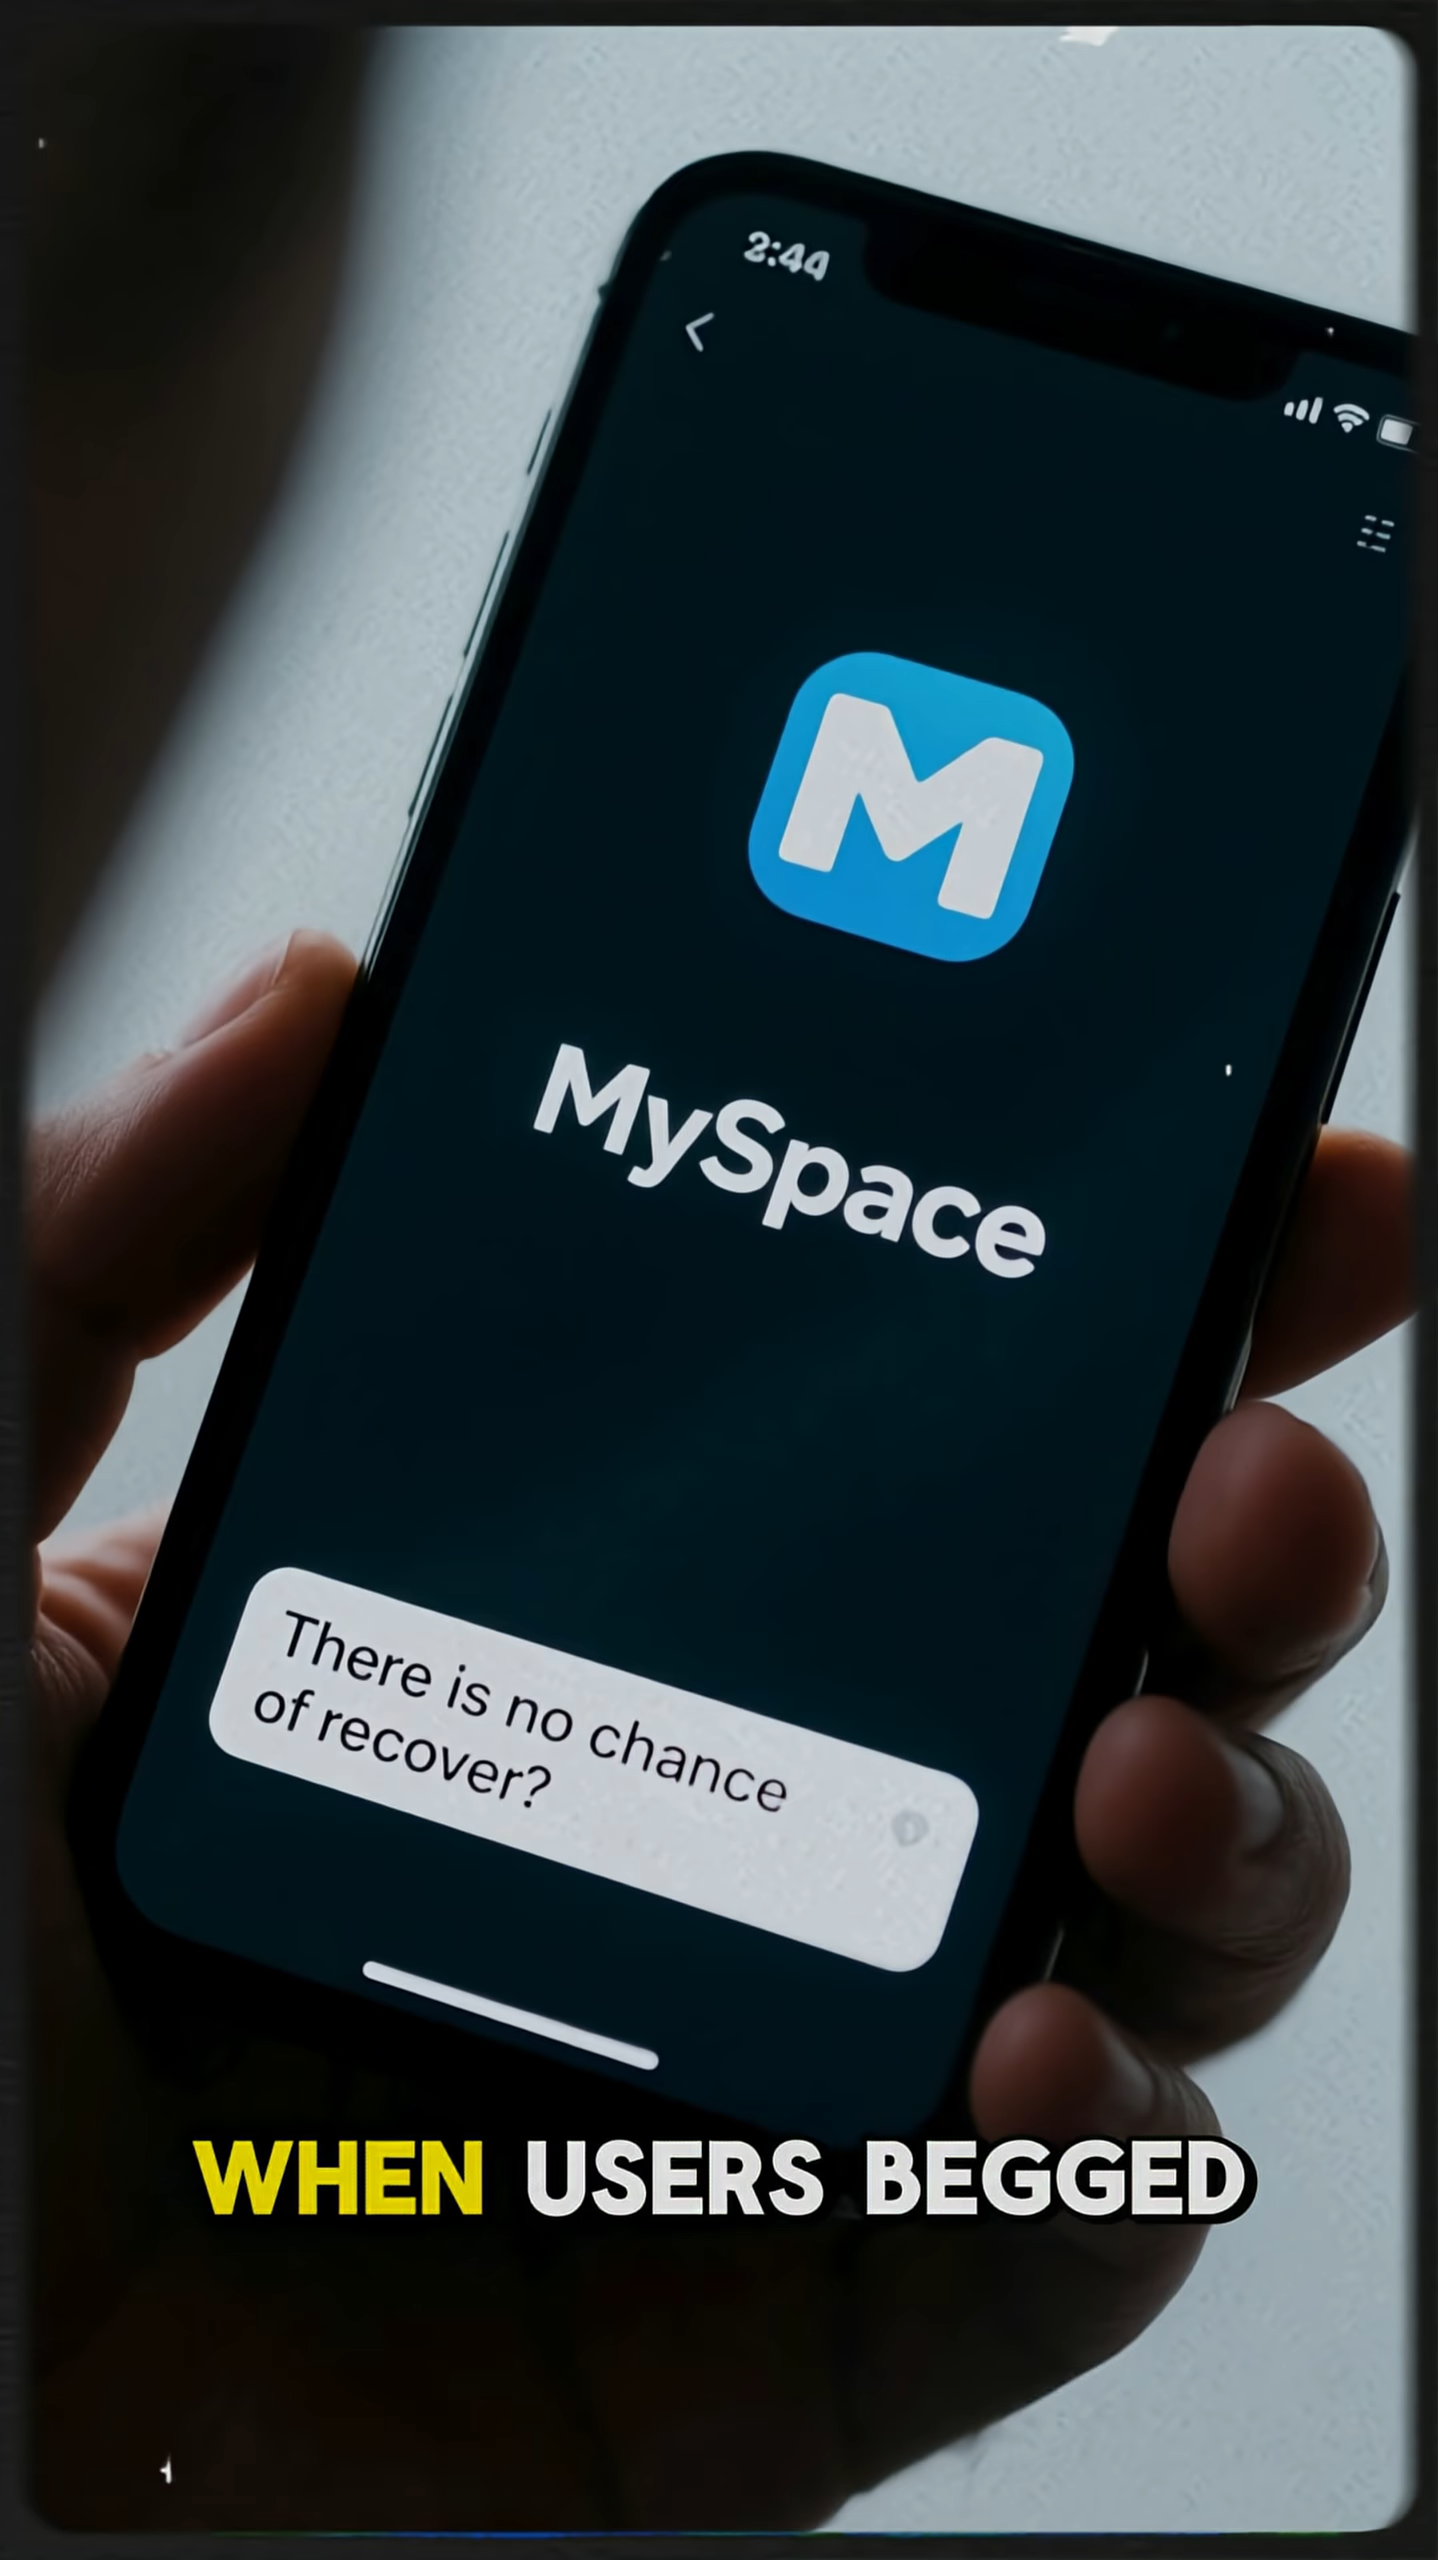 2:44
M
MySpace
There is no chance
of recover?
WHEN USERS BEGGED